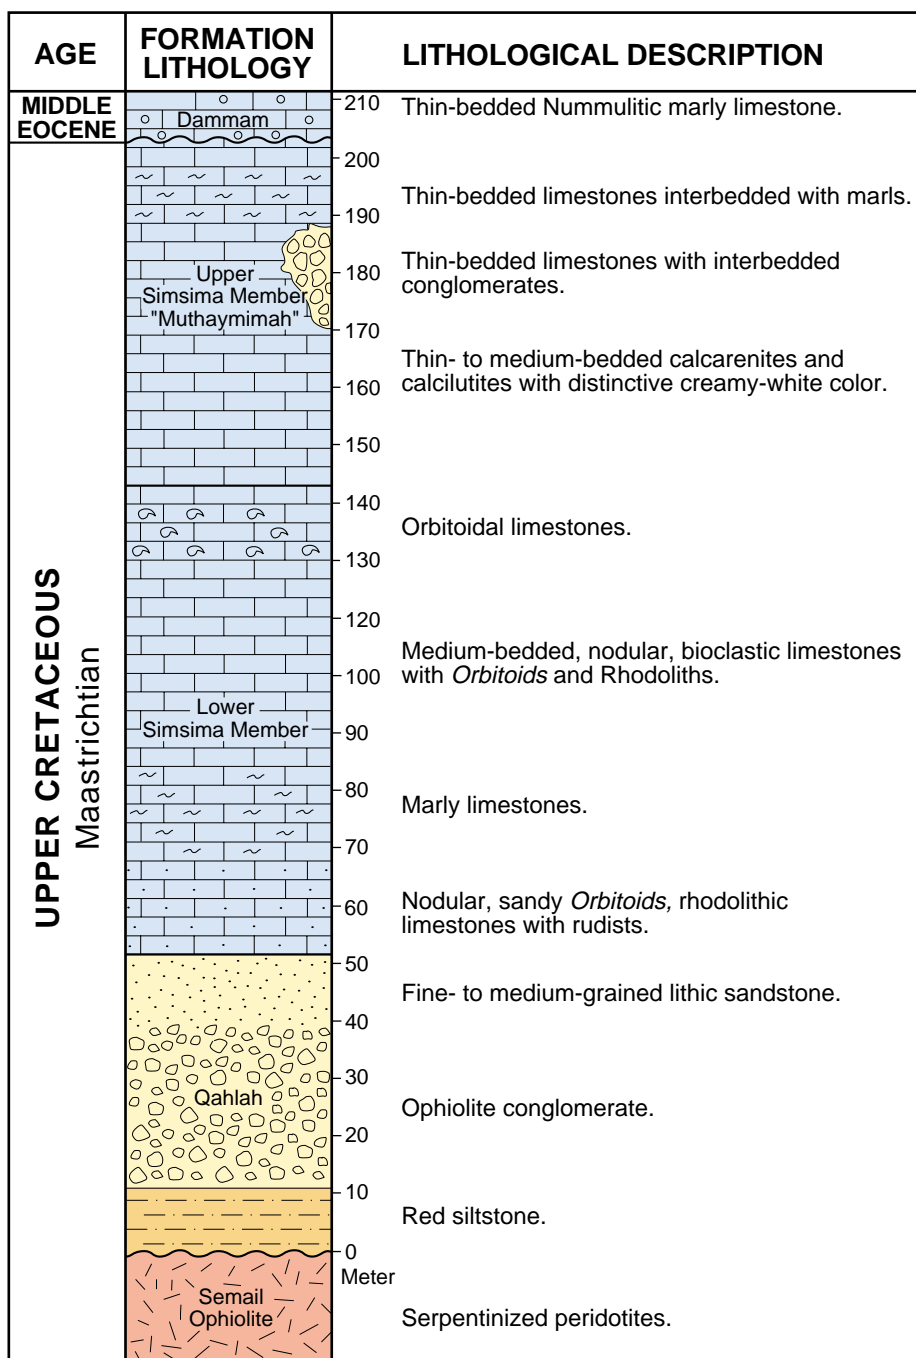 AGE
FORMATION
LITHOLOGY
LITHOLOGICAL DESCRIPTION
MIDDLE
EOCENE
UPPER CRETACEOUS
Maastrichtian
Dammam
Upper
Simsima Member
"Muthaymimah"
Lower
Simsima Member
Qahlah
Semail
Ophiolite
210
200
190
180
170
160
150
140
130
120
100
90
80
70
60
50
40
30
20
10
0
Meter
Thin-bedded Nummulitic marly limestone.
Thin-bedded limestones interbedded with marls.
Thin-bedded limestones with interbedded
conglomerates.
Thin- to medium-bedded calcarenites and
calcilutites with distinctive creamy-white color.
Orbitoidal limestones.
Medium-bedded, nodular, bioclastic limestones
with Orbitoids and Rhodoliths.
Marly limestones.
Nodular, sandy Orbitoids, rhodolithic
limestones with rudists.
Fine- to medium-grained lithic sandstone.
Ophiolite conglomerate.
Red siltstone.
Serpentinized peridotites.